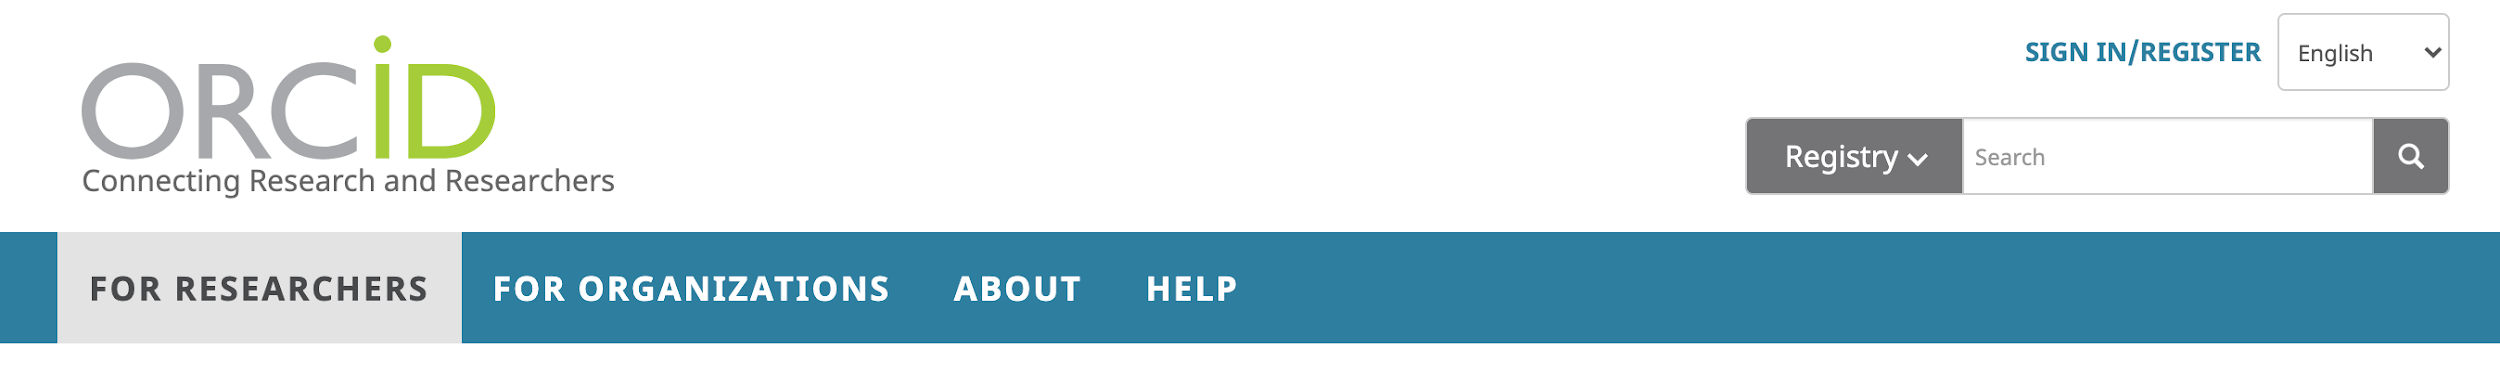 ORCiD
Connecting Research and Researchers
SIGN IN/REGISTER
English
Registry
Search
FOR RESEARCHERS
FOR ORGANIZATIONS
ABOUT
HELP